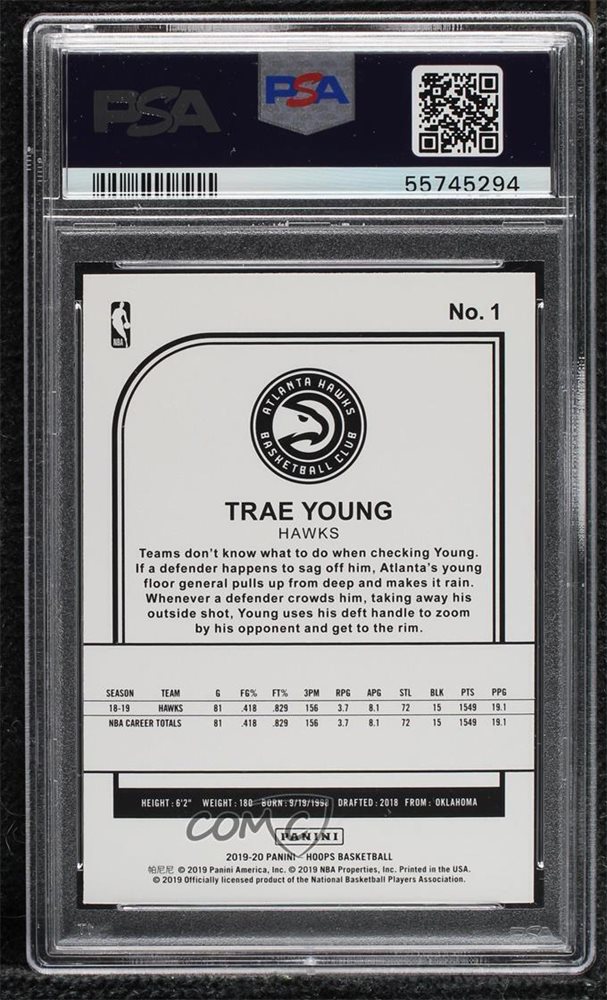 PSA
PSA
55745294
NBA
No. 1
ATLANTA HAWKS
BASKETBALL CLUB
TRAE YOUNG
HAWKS
Teams don't know what to do when checking Young.
If a defender happens to sag off him, Atlanta's young
floor general pulls up from deep and makes it rain.
Whenever a defender crowds him, taking away his
outside shot, Young uses his deft handle to zoom
by his opponent and get to the rim.
SEASON TEAM G FG% FT% 3PM RPG APG STL BLK PTS PPG
18-19 HAWKS 81 .418 .829 156 3.7 8.1 72 15 1549 19.1
NBA CAREER TOTALS 81 .418 .829 156 3.7 8.1 72 15 1549 19.1
HEIGHT: 6'2" WEIGHT: 180 BORN: 9/19/1998 DRAFTED: 2018 FROM: OKLAHOMA
COMC
PANINI
2019-20 PANINI - HOOPS BASKETBALL
帕尼尼 © 2019 Panini America, Inc. © 2019 NBA Properties, Inc. Printed in the USA.
© 2019 Officially licensed product of the National Basketball Players Association.
PSA